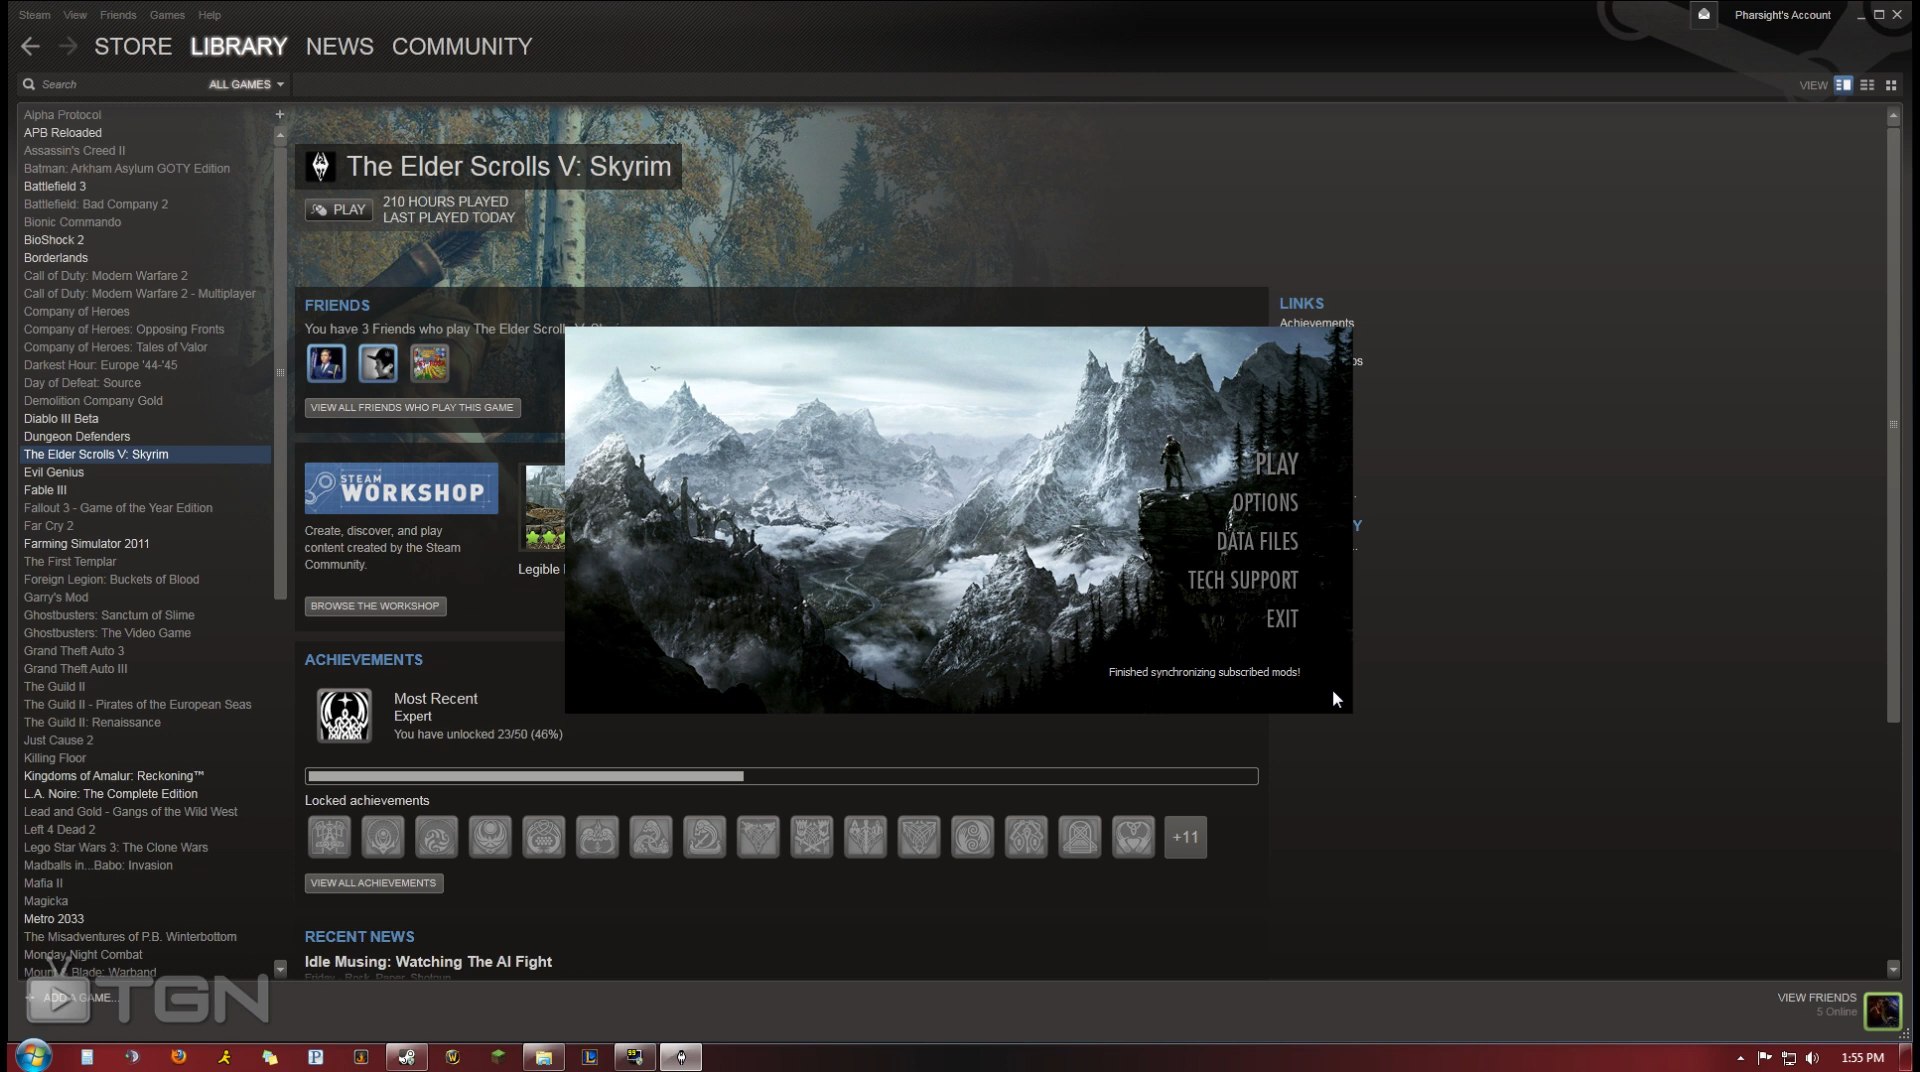 Steam View Friends Games Help
Pharsight's Account
STORE LIBRARY NEWS COMMUNITY
Search
ALL GAMES
VIEW
Alpha Protocol
APB Reloaded
Assassin's Creed II
Batman: Arkham Asylum GOTY Edition
Battlefield 3
Battlefield: Bad Company 2
Bionic Commando
BioShock 2
Borderlands
Call of Duty: Modern Warfare 2
Call of Duty: Modern Warfare 2 - Multiplayer
Company of Heroes
Company of Heroes: Opposing Fronts
Company of Heroes: Tales of Valor
Darkest Hour: Europe '44-'45
Day of Defeat: Source
Demolition Company Gold
Diablo III Beta
Dungeon Defenders
The Elder Scrolls V: Skyrim
Evil Genius
Fable III
Fallout 3 - Game of the Year Edition
Far Cry 2
Farming Simulator 2011
The First Templar
Foreign Legion: Buckets of Blood
Garry's Mod
Ghostbusters: Sanctum of Slime
Ghostbusters: The Video Game
Grand Theft Auto 3
Grand Theft Auto III
The Guild II
The Guild II - Pirates of the European Seas
The Guild II: Renaissance
Just Cause 2
Killing Floor
Kingdoms of Amalur: Reckoning™
L.A. Noire: The Complete Edition
Lead and Gold - Gangs of the Wild West
Left 4 Dead 2
Lego Star Wars 3: The Clone Wars
Madballs in...Babo: Invasion
Mafia II
Magicka
Metro 2033
The Misadventures of P.B. Winterbottom
Monday Night Combat
Mount & Blade: Warband
+ ADD A GAME...
TGN
The Elder Scrolls V: Skyrim
PLAY
210 HOURS PLAYED
LAST PLAYED TODAY
FRIENDS
You have 3 Friends who play The Elder Scrolls V: Sk
VIEW ALL FRIENDS WHO PLAY THIS GAME
STEAM
WORKSHOP
Create, discover, and play
content created by the Steam
Community.
Legible
BROWSE THE WORKSHOP
ACHIEVEMENTS
Most Recent
Expert
You have unlocked 23/50 (46%)
Locked achievements
+11
VIEW ALL ACHIEVEMENTS
RECENT NEWS
Idle Musing: Watching The AI Fight
Friday - Rock, Paper, Shotgun
LINKS
Achievements
PLAY
OPTIONS
DATA FILES
TECH SUPPORT
EXIT
Finished synchronizing subscribed mods!
VIEW FRIENDS
5 Online
1:55 PM